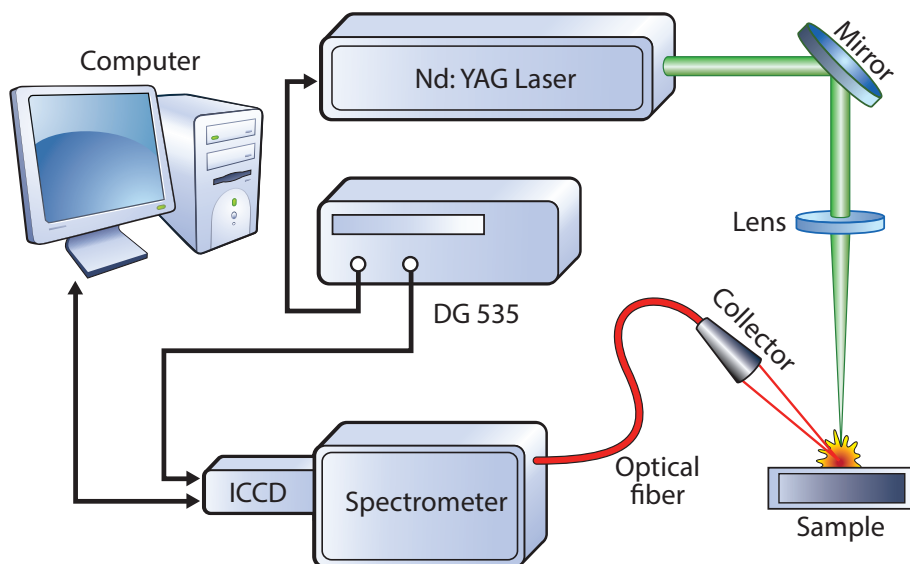 Computer
Nd: YAG Laser
Mirror
Lens
DG 535
Collector
ICCD
Spectrometer
Optical
fiber
Sample